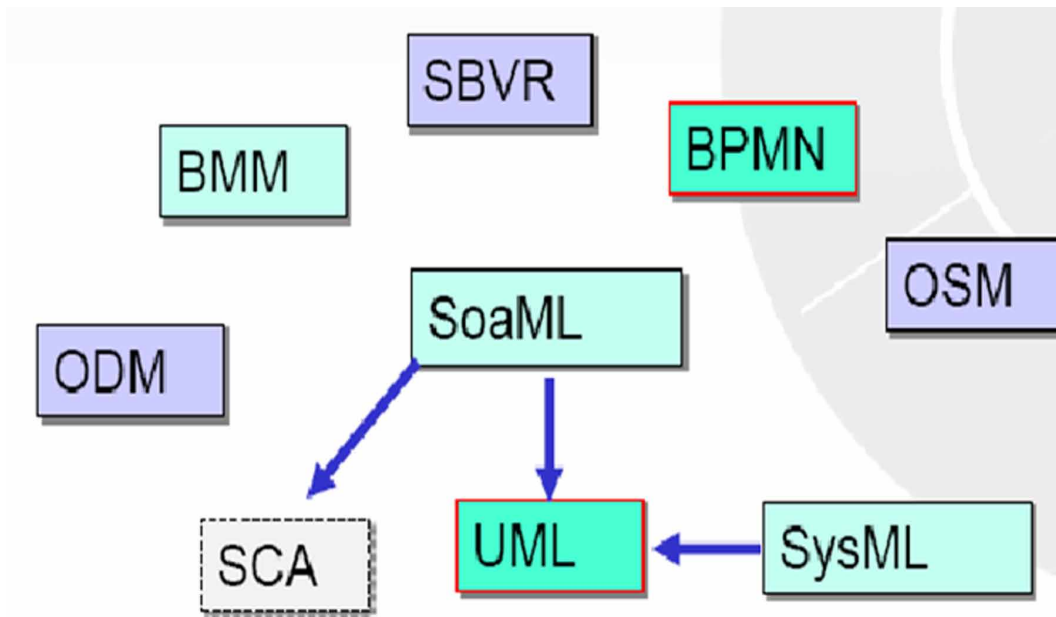 SBVR
BPMN
BMM
OSM
SoaML
ODM
SCA
UML
SysML